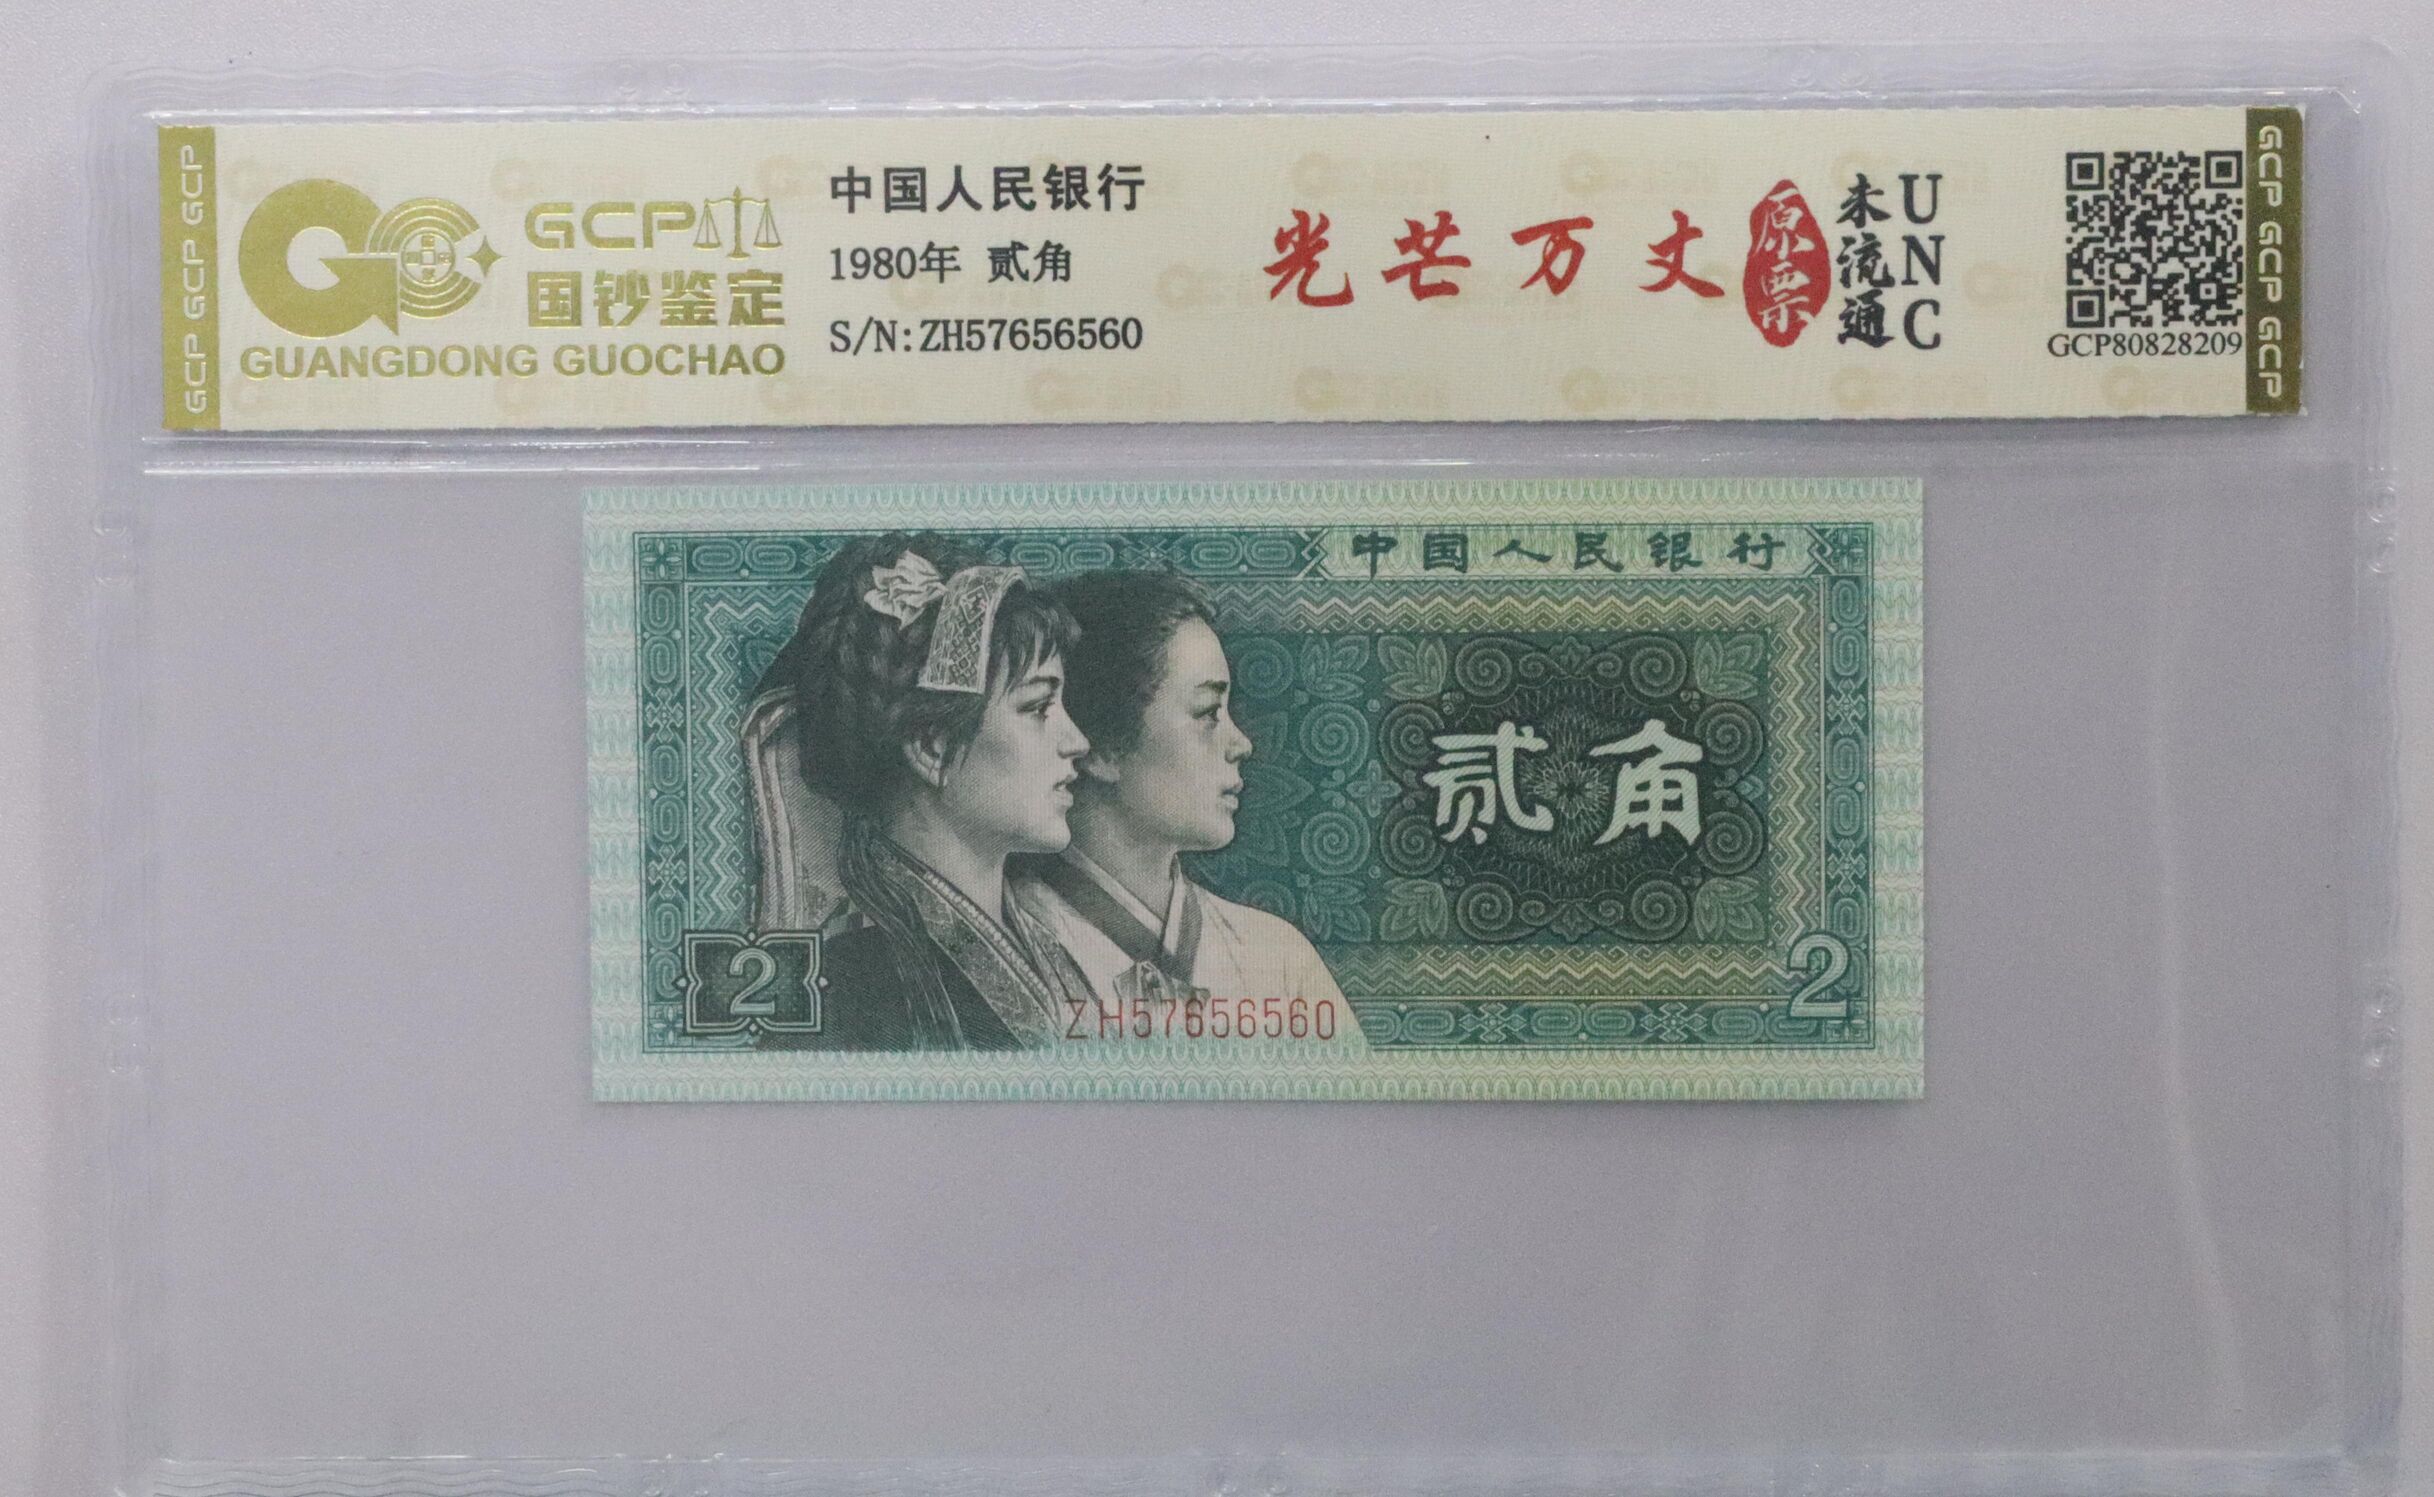 GCP GCP GCP
GCP
国钞鉴定
GUANGDONG GUOCHAO
中国人民银行
1980年 贰角
S/N:ZH57656560
光芒万丈
原票
未流通
UNC
GCP80828209
GCP GCP GCP
中国人民银行
贰角
2
2
ZH57656560